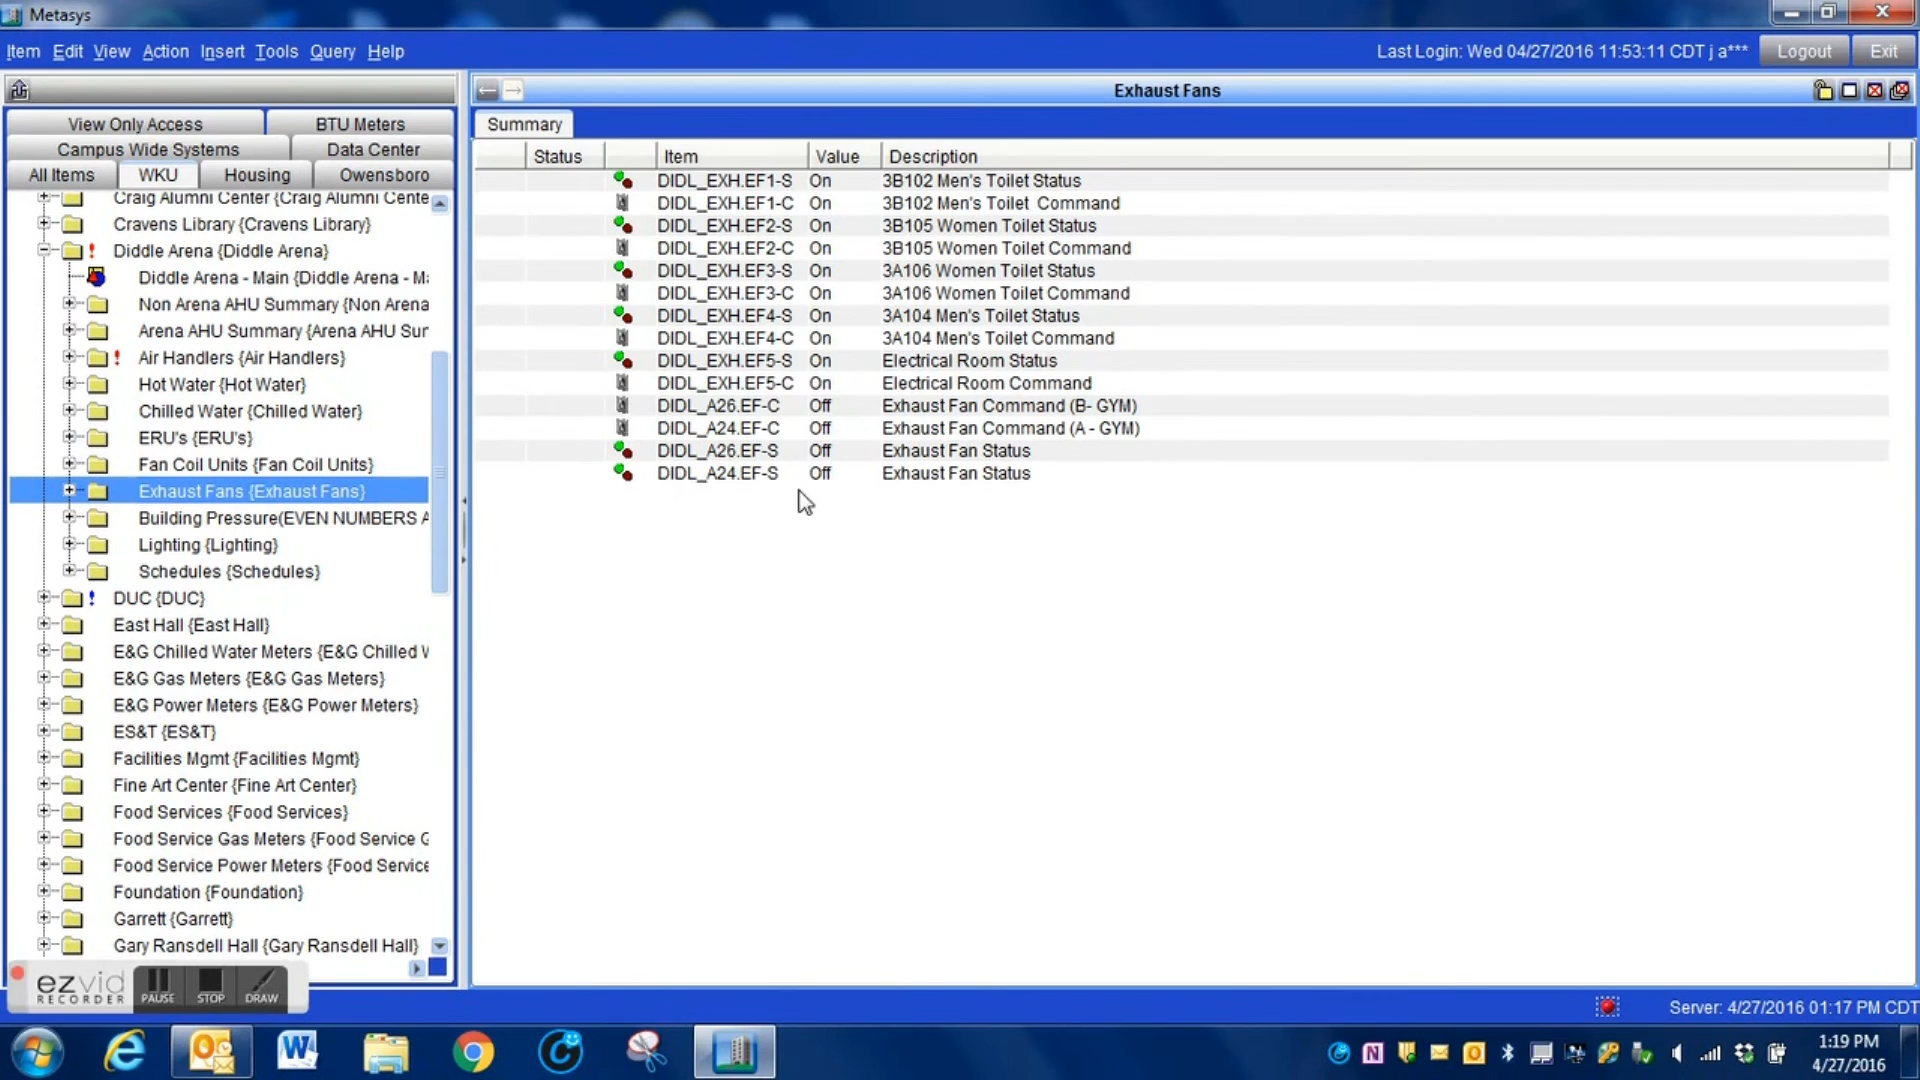 Metasys
Item Edit View Action Insert Tools Query Help
Last Login: Wed 04/27/2016 11:53:11 CDT j a*** Logout Exit
View Only Access BTU Meters
Campus Wide Systems Data Center
All Items WKU Housing Owensboro
Craig Alumni Center {Craig Alumni Cente
Cravens Library {Cravens Library}
Diddle Arena {Diddle Arena}
Diddle Arena - Main {Diddle Arena - Ma
Non Arena AHU Summary {Non Arena
Arena AHU Summary {Arena AHU Sur
Air Handlers {Air Handlers}
Hot Water {Hot Water}
Chilled Water {Chilled Water}
ERU's {ERU's}
Fan Coil Units {Fan Coil Units}
Exhaust Fans {Exhaust Fans}
Building Pressure(EVEN NUMBERS A
Lighting {Lighting}
Schedules {Schedules}
DUC {DUC}
East Hall {East Hall}
E&G Chilled Water Meters {E&G Chilled V
E&G Gas Meters {E&G Gas Meters}
E&G Power Meters {E&G Power Meters}
ES&T {ES&T}
Facilities Mgmt {Facilities Mgmt}
Fine Art Center {Fine Art Center}
Food Services {Food Services}
Food Service Gas Meters {Food Service G
Food Service Power Meters {Food Service
Foundation {Foundation}
Garrett {Garrett}
Gary Ransdell Hall {Gary Ransdell Hall}
Exhaust Fans
Summary
Status Item Value Description
DIDL_EXH.EF1-S On 3B102 Men's Toilet Status
DIDL_EXH.EF1-C On 3B102 Men's Toilet Command
DIDL_EXH.EF2-S On 3B105 Women Toilet Status
DIDL_EXH.EF2-C On 3B105 Women Toilet Command
DIDL_EXH.EF3-S On 3A106 Women Toilet Status
DIDL_EXH.EF3-C On 3A106 Women Toilet Command
DIDL_EXH.EF4-S On 3A104 Men's Toilet Status
DIDL_EXH.EF4-C On 3A104 Men's Toilet Command
DIDL_EXH.EF5-S On Electrical Room Status
DIDL_EXH.EF5-C On Electrical Room Command
DIDL_A26.EF-C Off Exhaust Fan Command (B- GYM)
DIDL_A24.EF-C Off Exhaust Fan Command (A - GYM)
DIDL_A26.EF-S Off Exhaust Fan Status
DIDL_A24.EF-S Off Exhaust Fan Status
ezvid
RECORDER
PAUSE STOP DRAW
Server: 4/27/2016 01:17 PM CDT
1:19 PM
4/27/2016